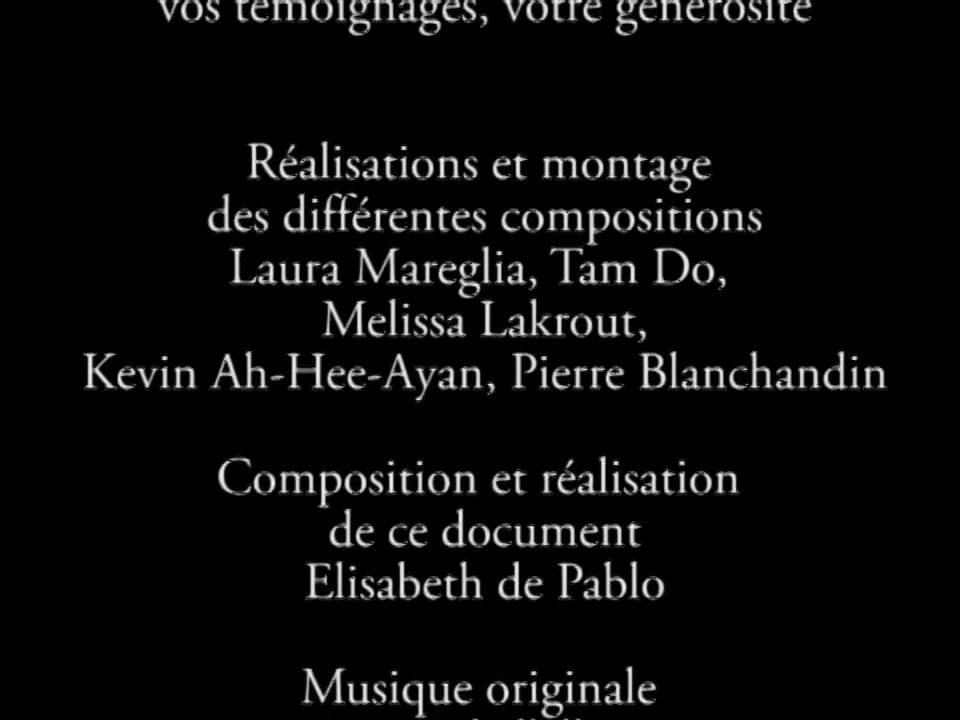 vos témoignages, votre générosité
Réalisations et montage
des différentes compositions
Laura Mareglia, Tam Do,
Melissa Lakrout,
Kevin Ah-Hee-Ayan, Pierre Blanchandin
Composition et réalisation
de ce document
Elisabeth de Pablo
Musique originale